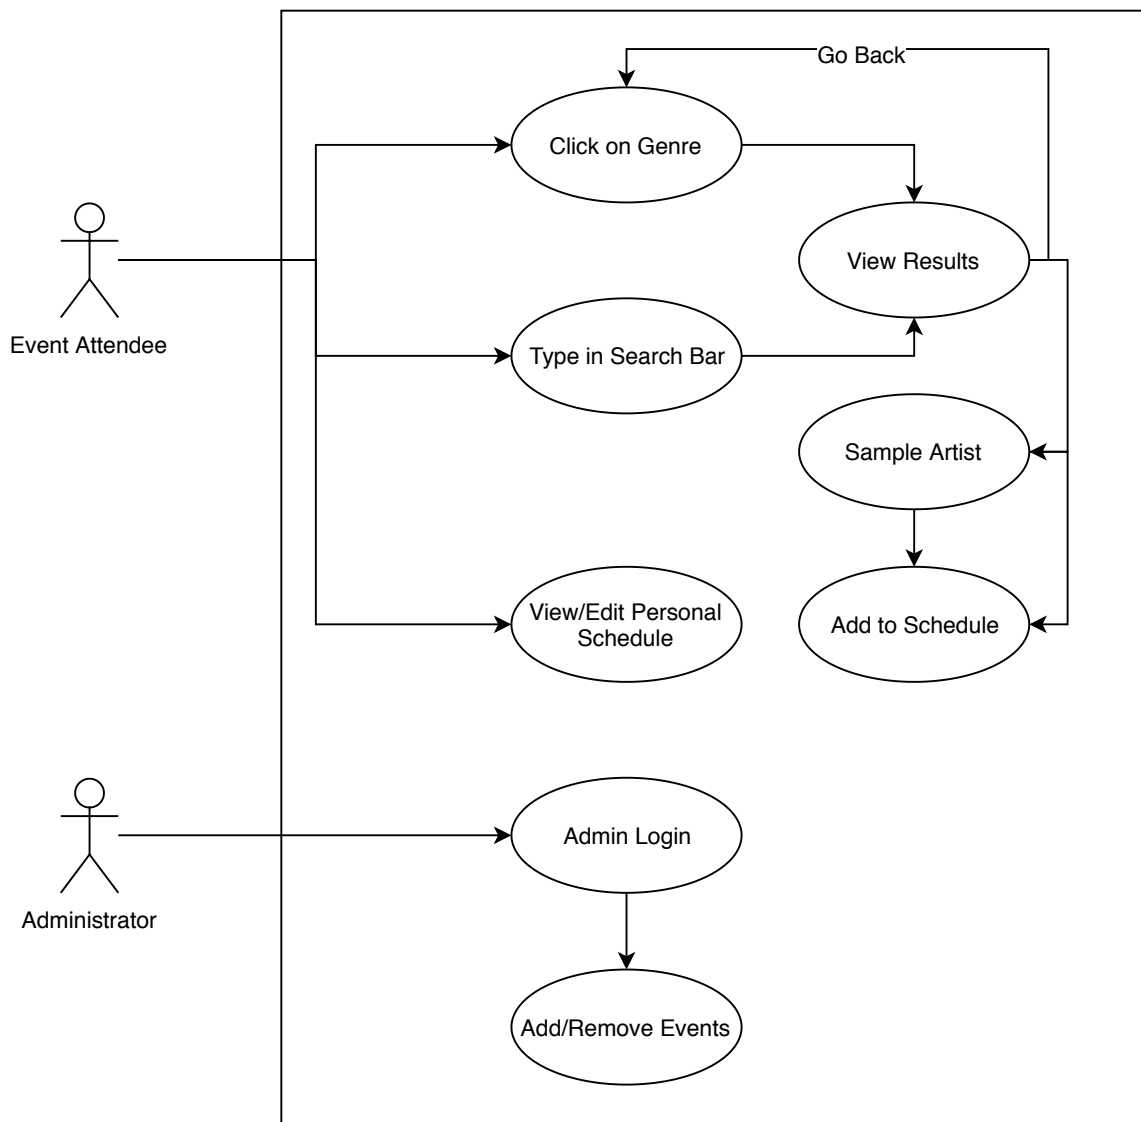 Go Back
Click on Genre
View Results
Event Attendee
Type in Search Bar
Sample Artist
View/Edit Personal
Schedule
Add to Schedule
Admin Login
Administrator
Add/Remove Events